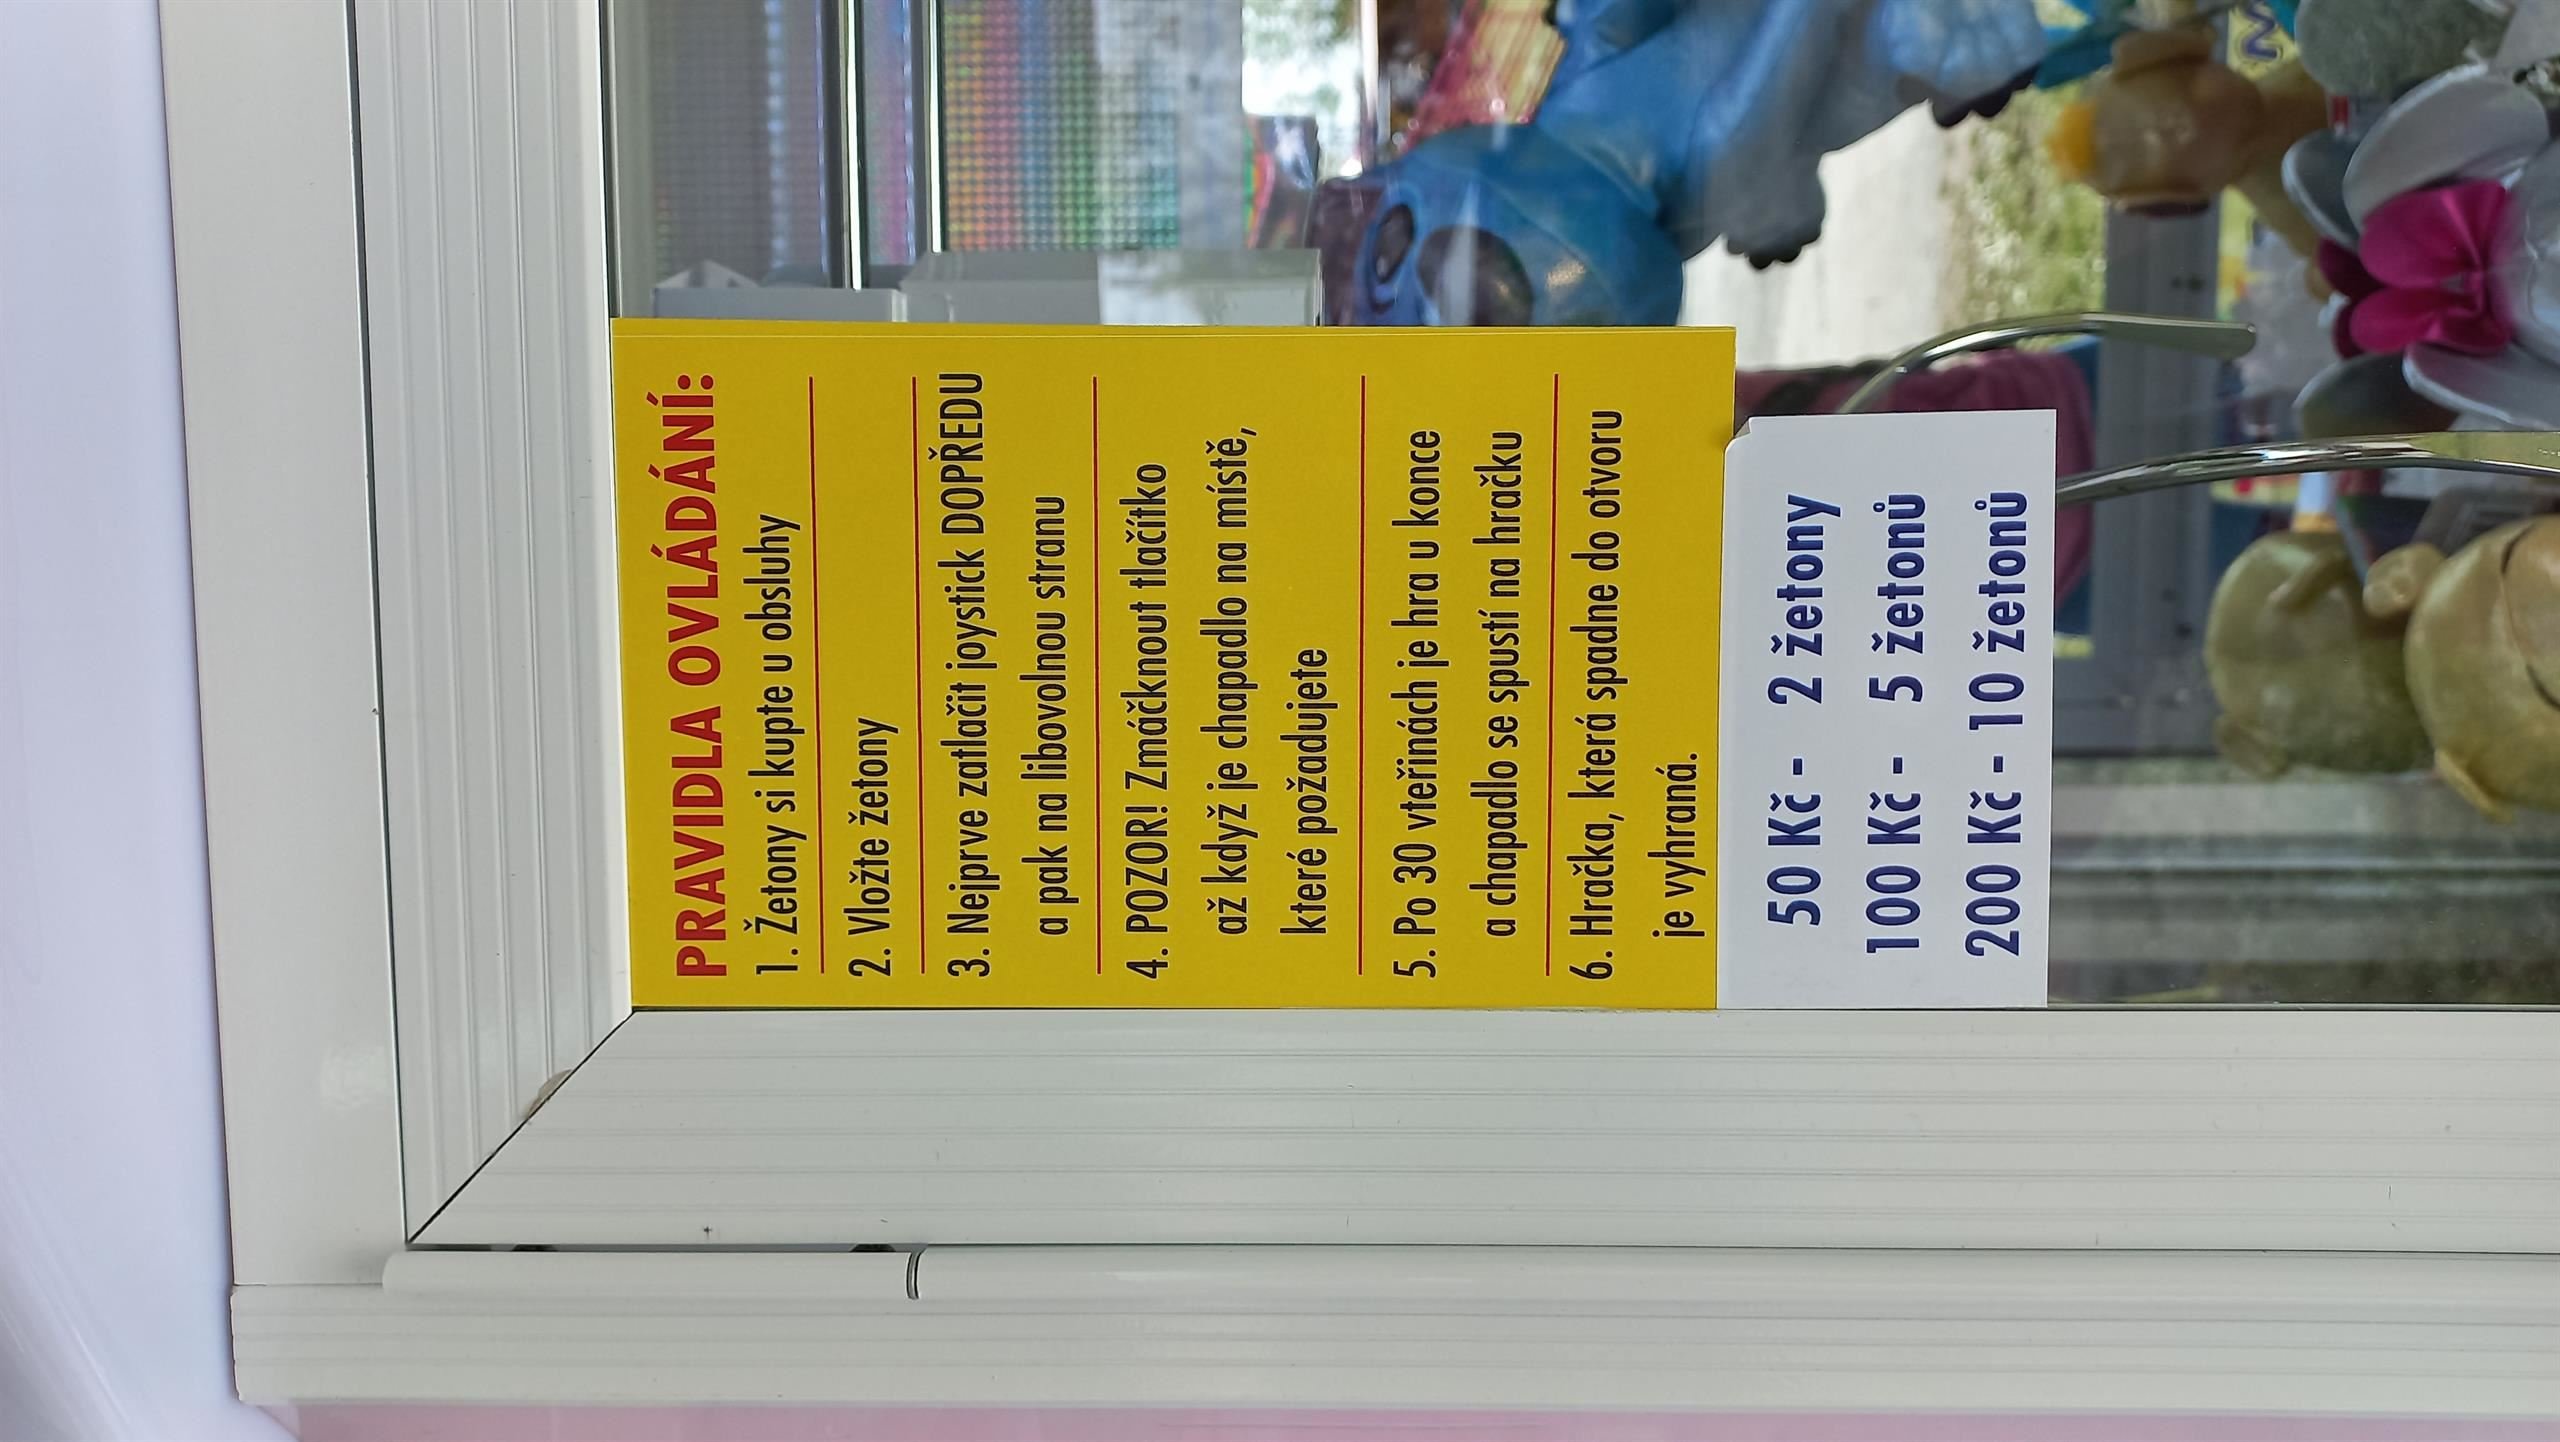 PRAVIDLA OVLÁDÁNÍ:
1. Žetony si kupte u obsluhy
2. Vložte žetony
3. Nejprve zatlačit joystick DOPŘEDU
a pak na libovolnou stranu
4. POZOR! Zmáčknout tlačítko
až když je chapadlo na místě,
které požadujete
5. Po 30 vteřinách je hra u konce
a chapadlo se spustí na hračku
6. Hračka, která spadne do otvoru
je vyhraná.
50 Kč - 2 žetony
100 Kč - 5 žetonů
200 Kč - 10 žetonů